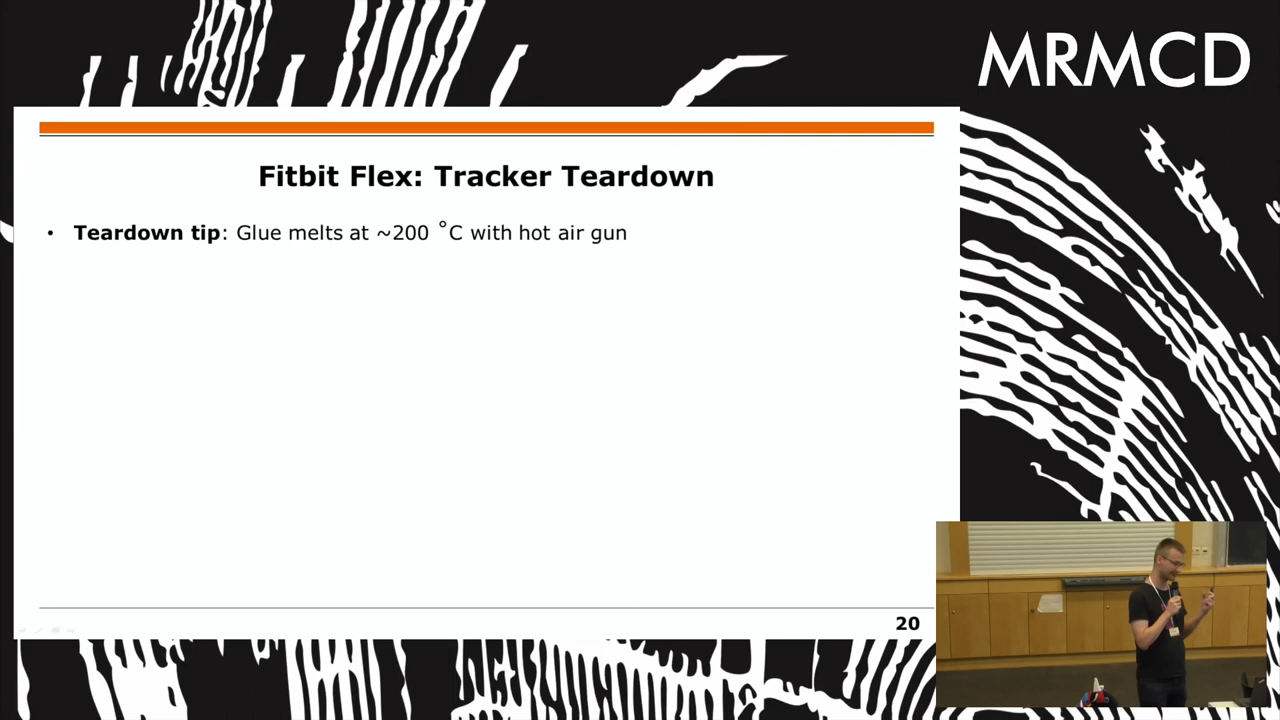 MRMCD
Fitbit Flex: Tracker Teardown
• Teardown tip: Glue melts at ~200 °C with hot air gun
20